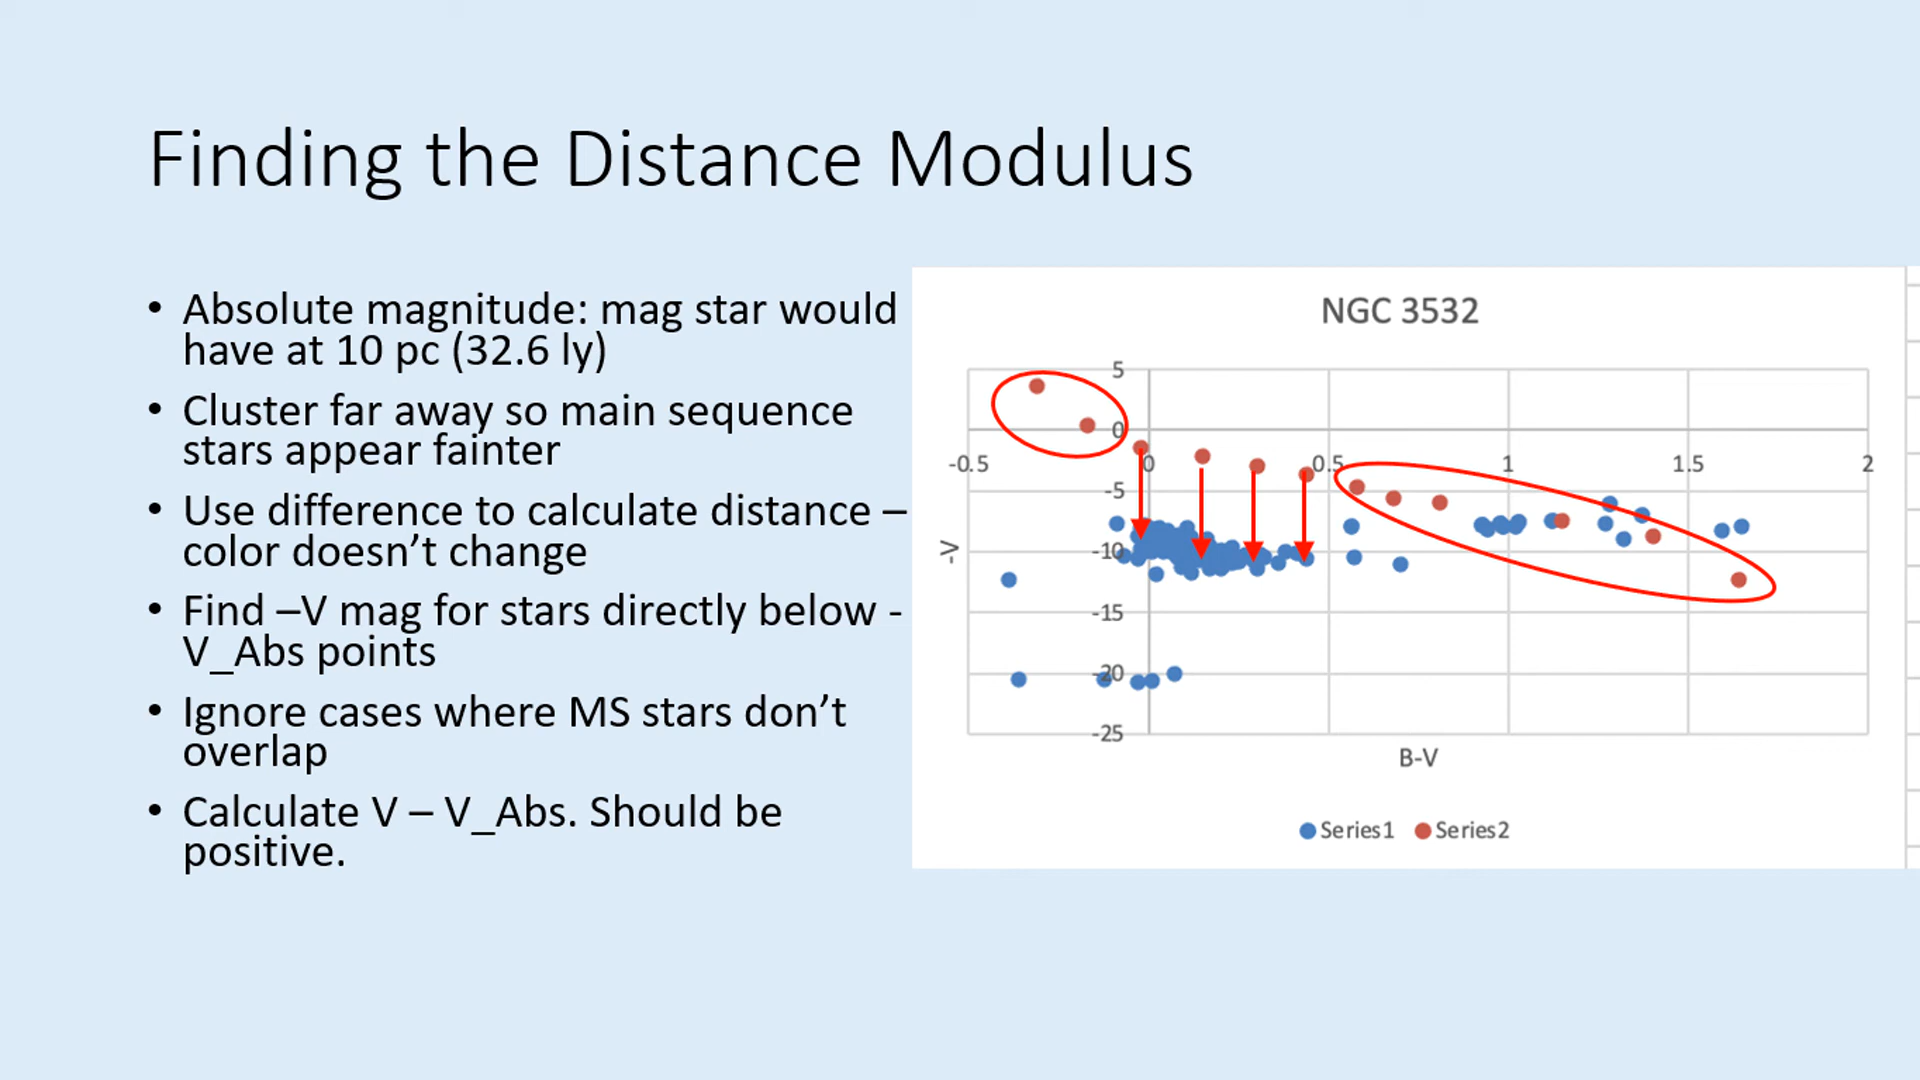 Finding the Distance Modulus
• Absolute magnitude: mag star would
have at 10 pc (32.6 ly)
• Cluster far away so main sequence
stars appear fainter
• Use difference to calculate distance –
color doesn’t change
• Find –V mag for stars directly below -
V_Abs points
• Ignore cases where MS stars don’t
overlap
• Calculate V – V_Abs. Should be
positive.
NGC 3532
5
0
-0.5 0 0.5 1 1.5 2
-5
-V
-10
-15
-20
-25
B-V
Series1 Series2